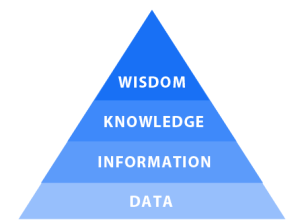 WISDOM
KNOWLEDGE
INFORMATION
DATA